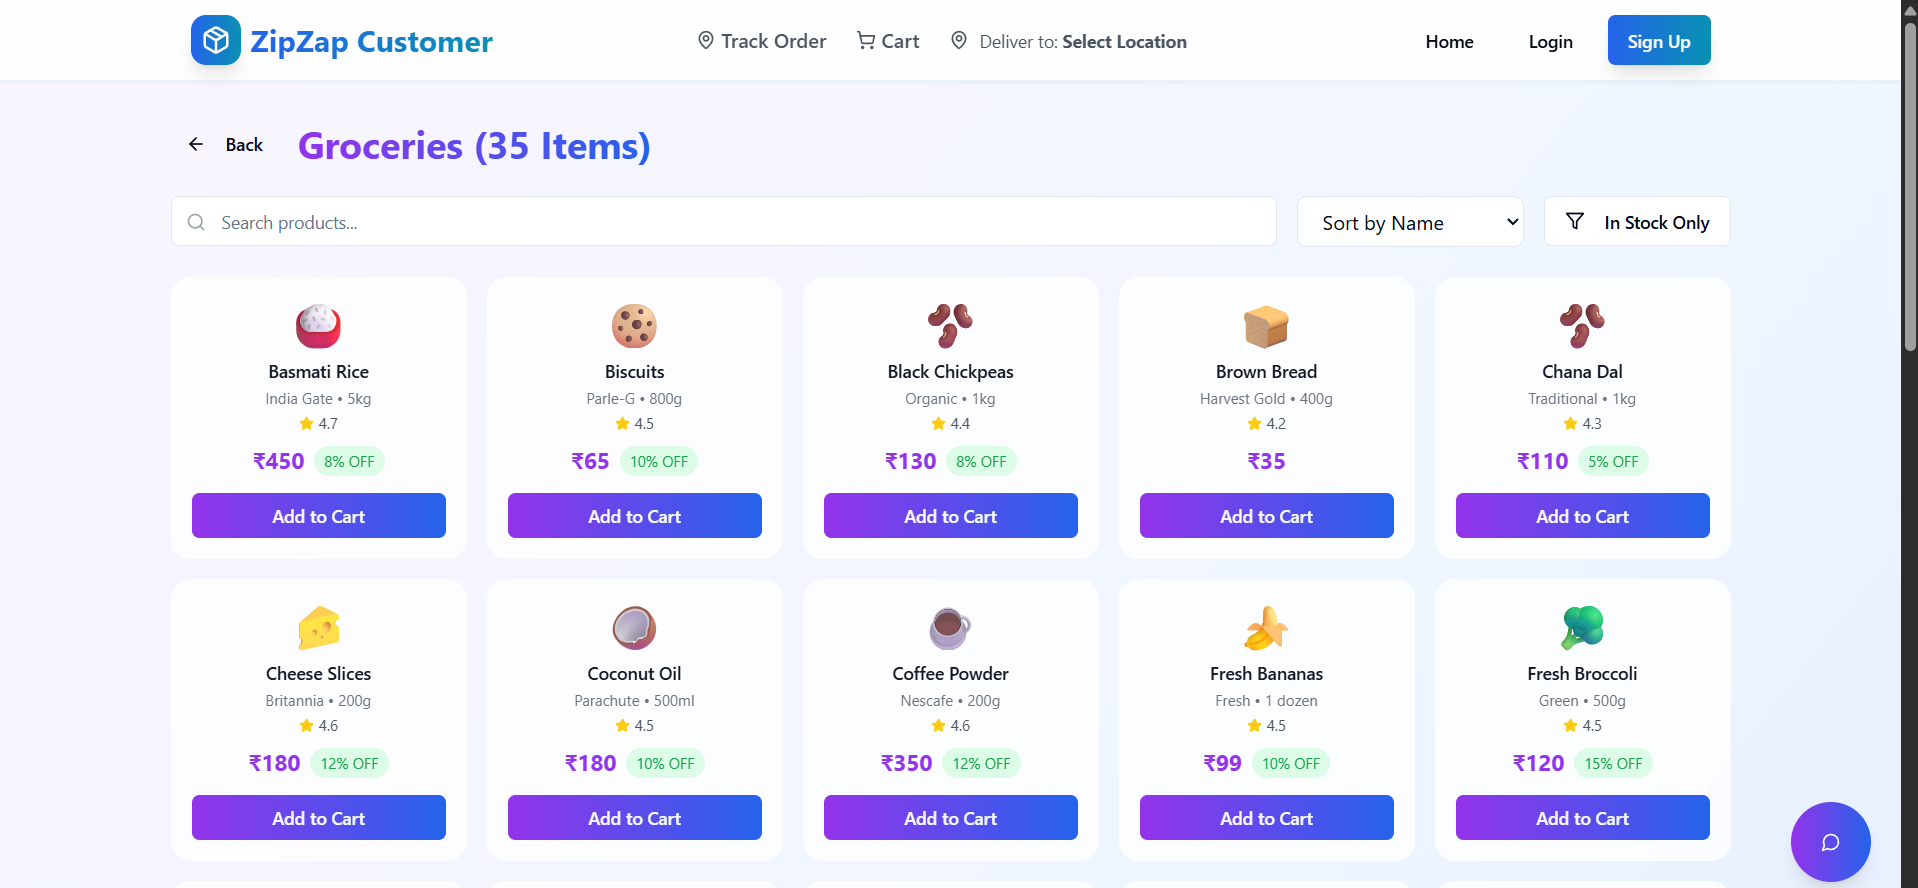 ZipZap Customer
Track Order
Cart
Deliver to: Select Location
Home
Login
Sign Up
Back
Groceries (35 Items)
Search products...
Sort by Name
In Stock Only
Basmati Rice
India Gate • 5kg
4.7
₹450 8% OFF
Add to Cart
Biscuits
Parle-G • 800g
4.5
₹65 10% OFF
Add to Cart
Black Chickpeas
Organic • 1kg
4.4
₹130 8% OFF
Add to Cart
Brown Bread
Harvest Gold • 400g
4.2
₹35
Add to Cart
Chana Dal
Traditional • 1kg
4.3
₹110 5% OFF
Add to Cart
Cheese Slices
Britannia • 200g
4.6
₹180 12% OFF
Add to Cart
Coconut Oil
Parachute • 500ml
4.5
₹180 10% OFF
Add to Cart
Coffee Powder
Nescafe • 200g
4.6
₹350 12% OFF
Add to Cart
Fresh Bananas
Fresh • 1 dozen
4.5
₹99 10% OFF
Add to Cart
Fresh Broccoli
Green • 500g
4.5
₹120 15% OFF
Add to Cart